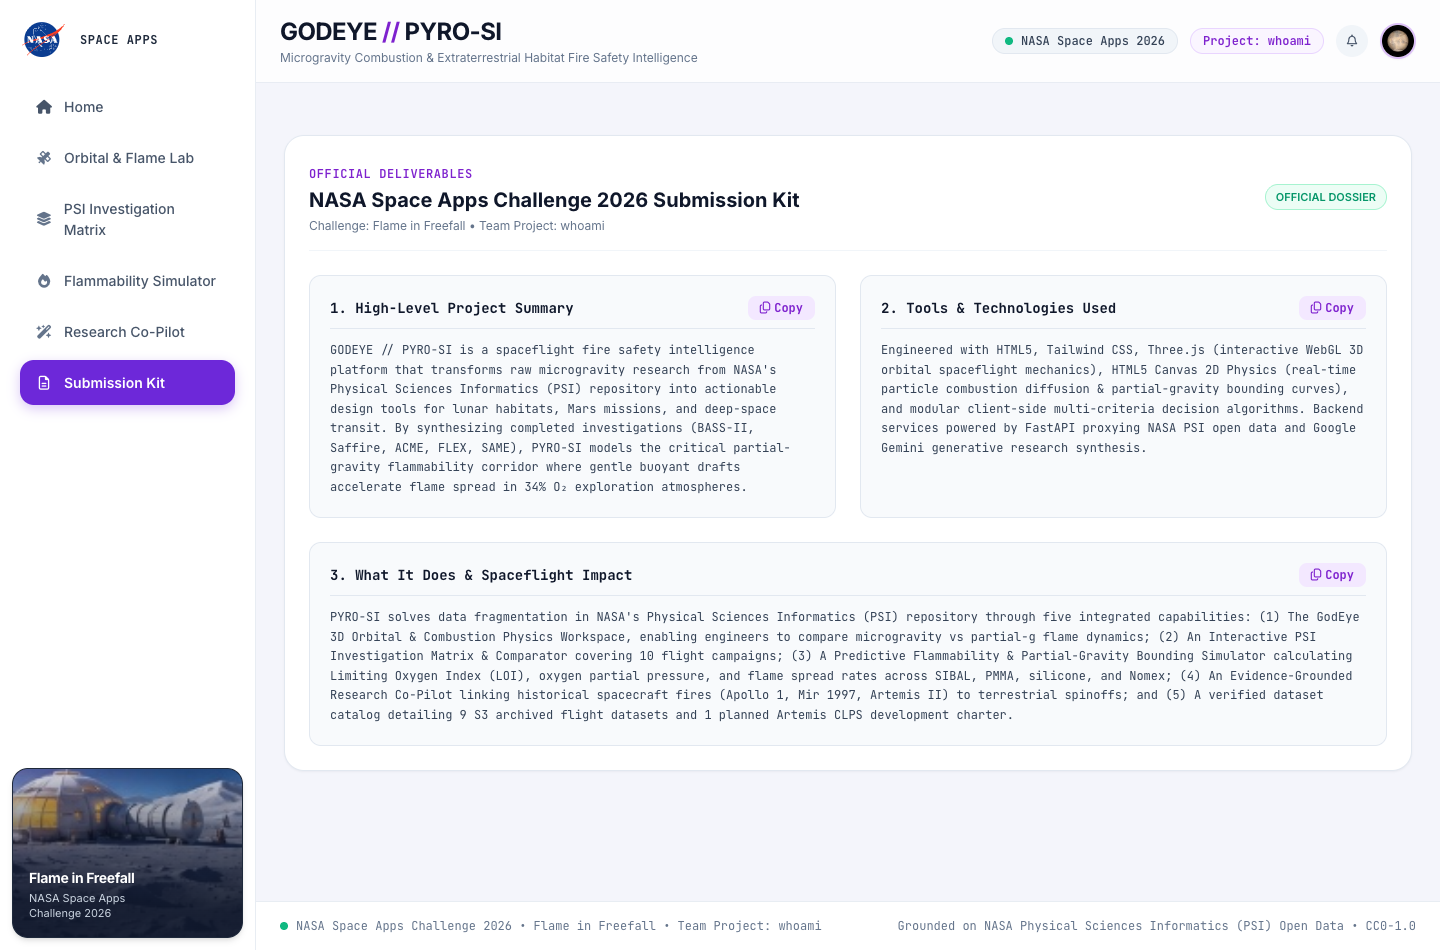 NASA
SPACE APPS
Home
Orbital & Flame Lab
PSI Investigation
Matrix
Flammability Simulator
Research Co-Pilot
Submission Kit
Flame in Freefall
NASA Space Apps
Challenge 2026
GODEYE // PYRO-SI
Microgravity Combustion & Extraterrestrial Habitat Fire Safety Intelligence
NASA Space Apps 2026
Project: whoami
OFFICIAL DELIVERABLES
NASA Space Apps Challenge 2026 Submission Kit
Challenge: Flame in Freefall • Team Project: whoami
OFFICIAL DOSSIER
1. High-Level Project Summary
Copy
GODEYE // PYRO-SI is a spaceflight fire safety intelligence
platform that transforms raw microgravity research from NASA's
Physical Sciences Informatics (PSI) repository into actionable
design tools for lunar habitats, Mars missions, and deep-space
transit. By synthesizing completed investigations (BASS-II,
Saffire, ACME, FLEX, SAME), PYRO-SI models the critical partial-
gravity flammability corridor where gentle buoyant drafts
accelerate flame spread in 34% O₂ exploration atmospheres.
2. Tools & Technologies Used
Copy
Engineered with HTML5, Tailwind CSS, Three.js (interactive WebGL 3D
orbital spaceflight mechanics), HTML5 Canvas 2D Physics (real-time
particle combustion diffusion & partial-gravity bounding curves),
and modular client-side multi-criteria decision algorithms. Backend
services powered by FastAPI proxying NASA PSI open data and Google
Gemini generative research synthesis.
3. What It Does & Spaceflight Impact
Copy
PYRO-SI solves data fragmentation in NASA's Physical Sciences Informatics (PSI) repository through five integrated capabilities: (1) The GodEye
3D Orbital & Combustion Physics Workspace, enabling engineers to compare microgravity vs partial-g flame dynamics; (2) An Interactive PSI
Investigation Matrix & Comparator covering 10 flight campaigns; (3) A Predictive Flammability & Partial-Gravity Bounding Simulator calculating
Limiting Oxygen Index (LOI), oxygen partial pressure, and flame spread rates across SIBAL, PMMA, silicone, and Nomex; (4) An Evidence-Grounded
Research Co-Pilot linking historical spacecraft fires (Apollo 1, Mir 1997, Artemis II) to terrestrial spinoffs; and (5) A verified dataset
catalog detailing 9 S3 archived flight datasets and 1 planned Artemis CLPS development charter.
NASA Space Apps Challenge 2026 • Flame in Freefall • Team Project: whoami
Grounded on NASA Physical Sciences Informatics (PSI) Open Data • CC0-1.0